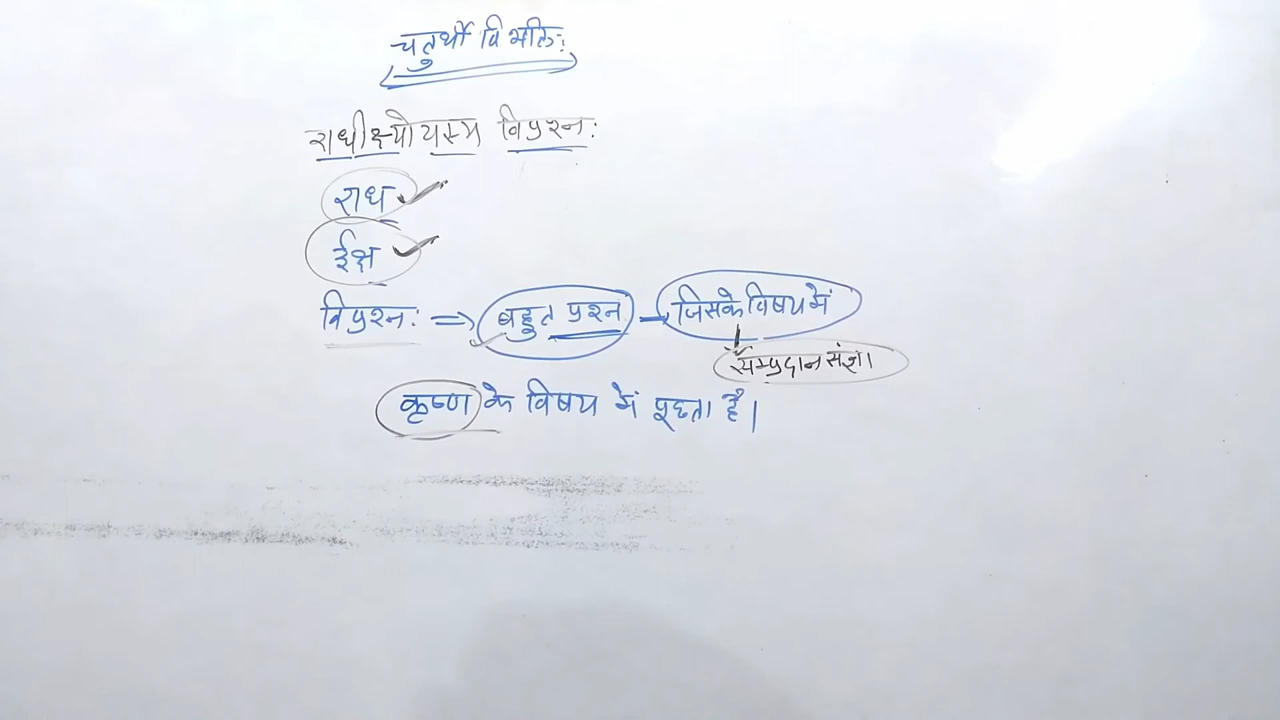 चतुर्थी विभक्ति:
राधीक्ष्योयस्य विप्रश्न:
राध
ईक्ष
विप्रश्न: => बहुत प्रश्न - जिसके विषय में
सम्प्रदान संज्ञा
कृष्ण के विषय में पूछता है।